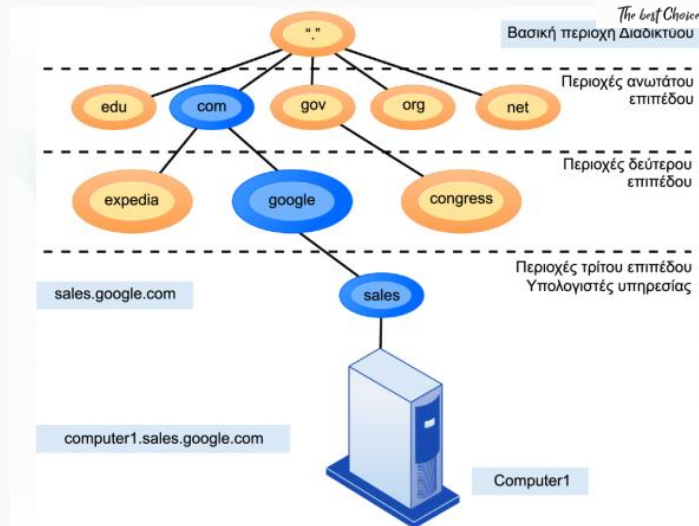 The best Choice
"."
Βασική περιοχή Διαδικτύου
Περιοχές ανωτάτου
επιπέδου
edu
com
gov
org
net
Περιοχές δεύτερου
επιπέδου
expedia
google
congress
Περιοχές τρίτου επιπέδου
Υπολογιστές υπηρεσίας
sales.google.com
sales
computer1.sales.google.com
Computer1